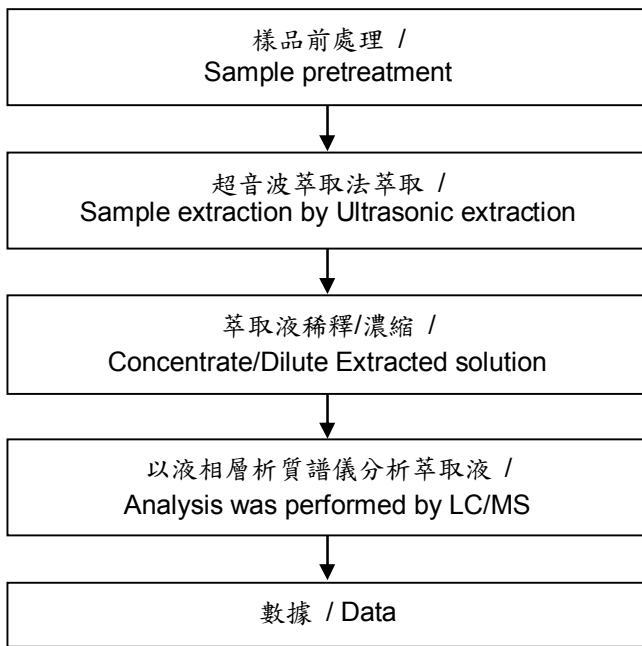 樣品前處理 /
Sample pretreatment
超音波萃取法萃取 /
Sample extraction by Ultrasonic extraction
萃取液稀釋/濃縮 /
Concentrate/Dilute Extracted solution
以液相層析質譜儀分析萃取液 /
Analysis was performed by LC/MS
數據 / Data